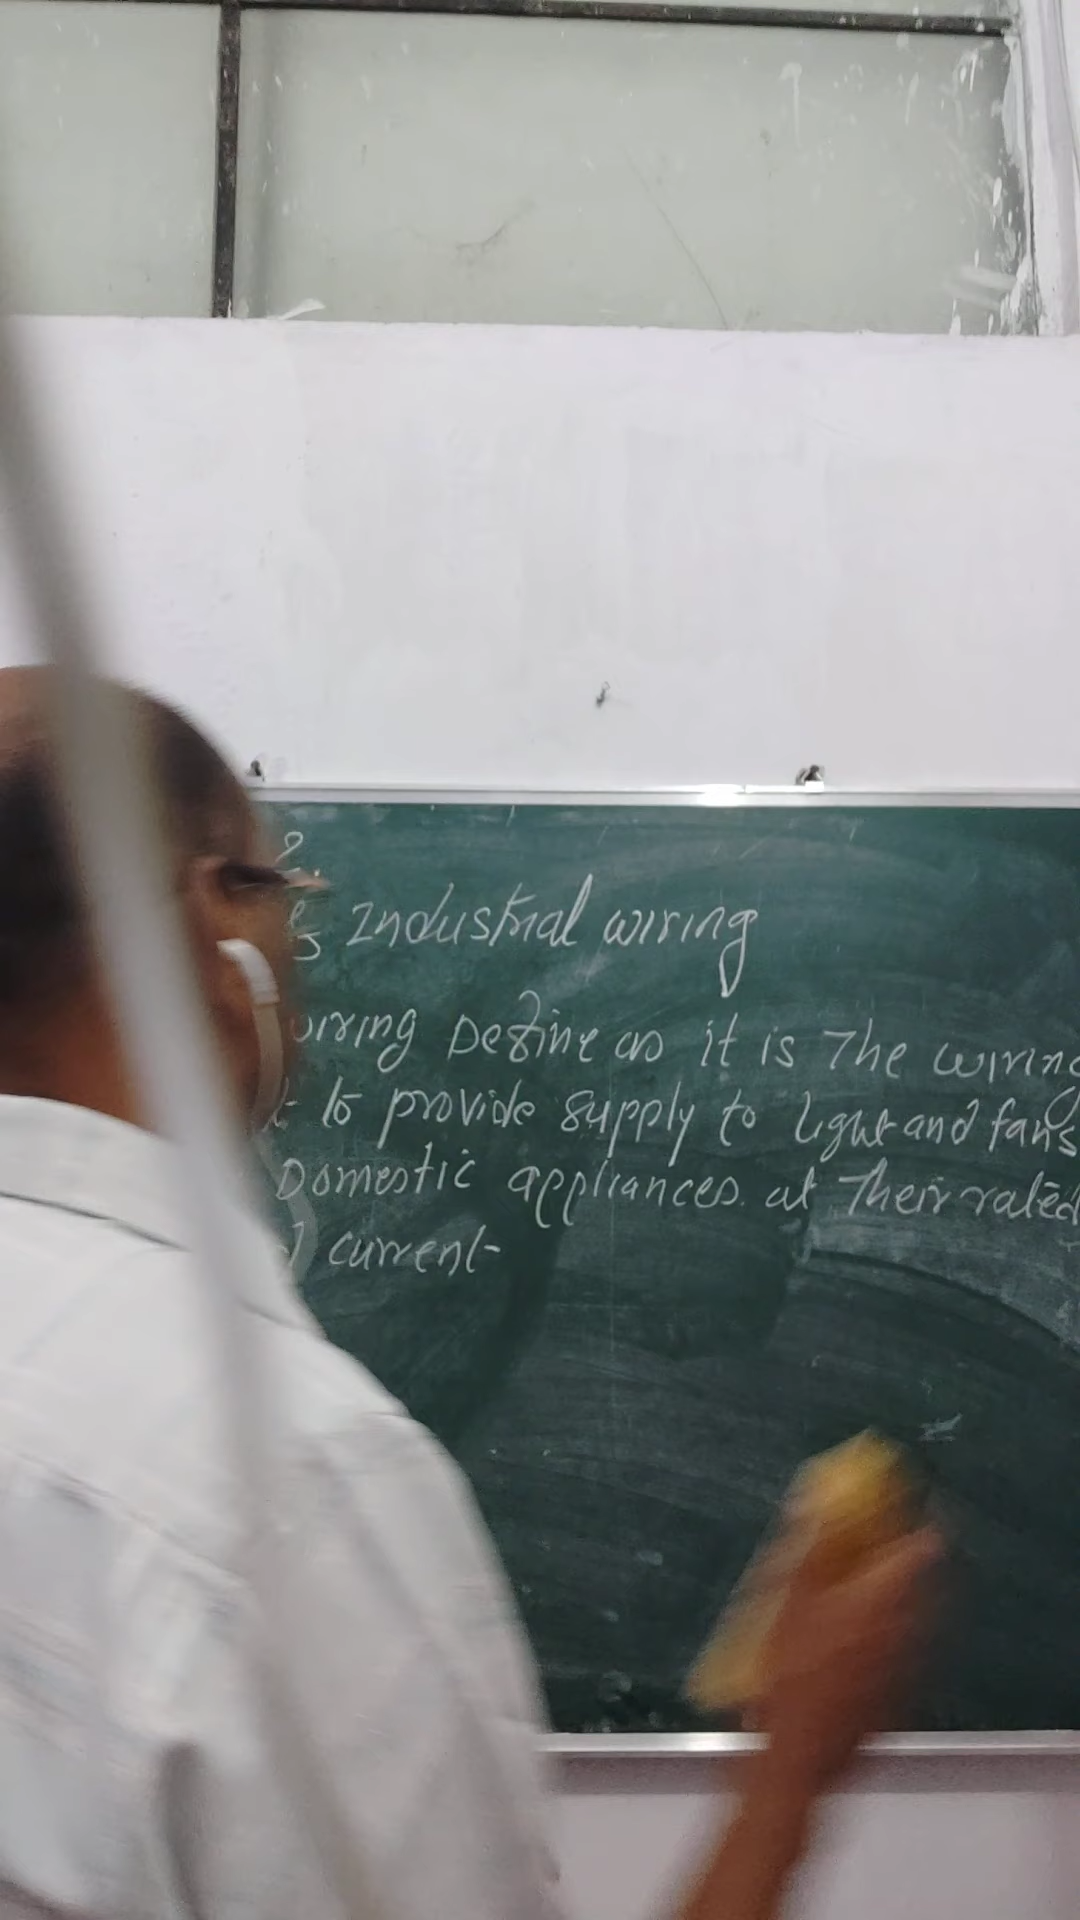 Industrial wiring
wiring Define as it is The wiring
to provide supply to light and fans
Domestic appliances. at Their rated
current